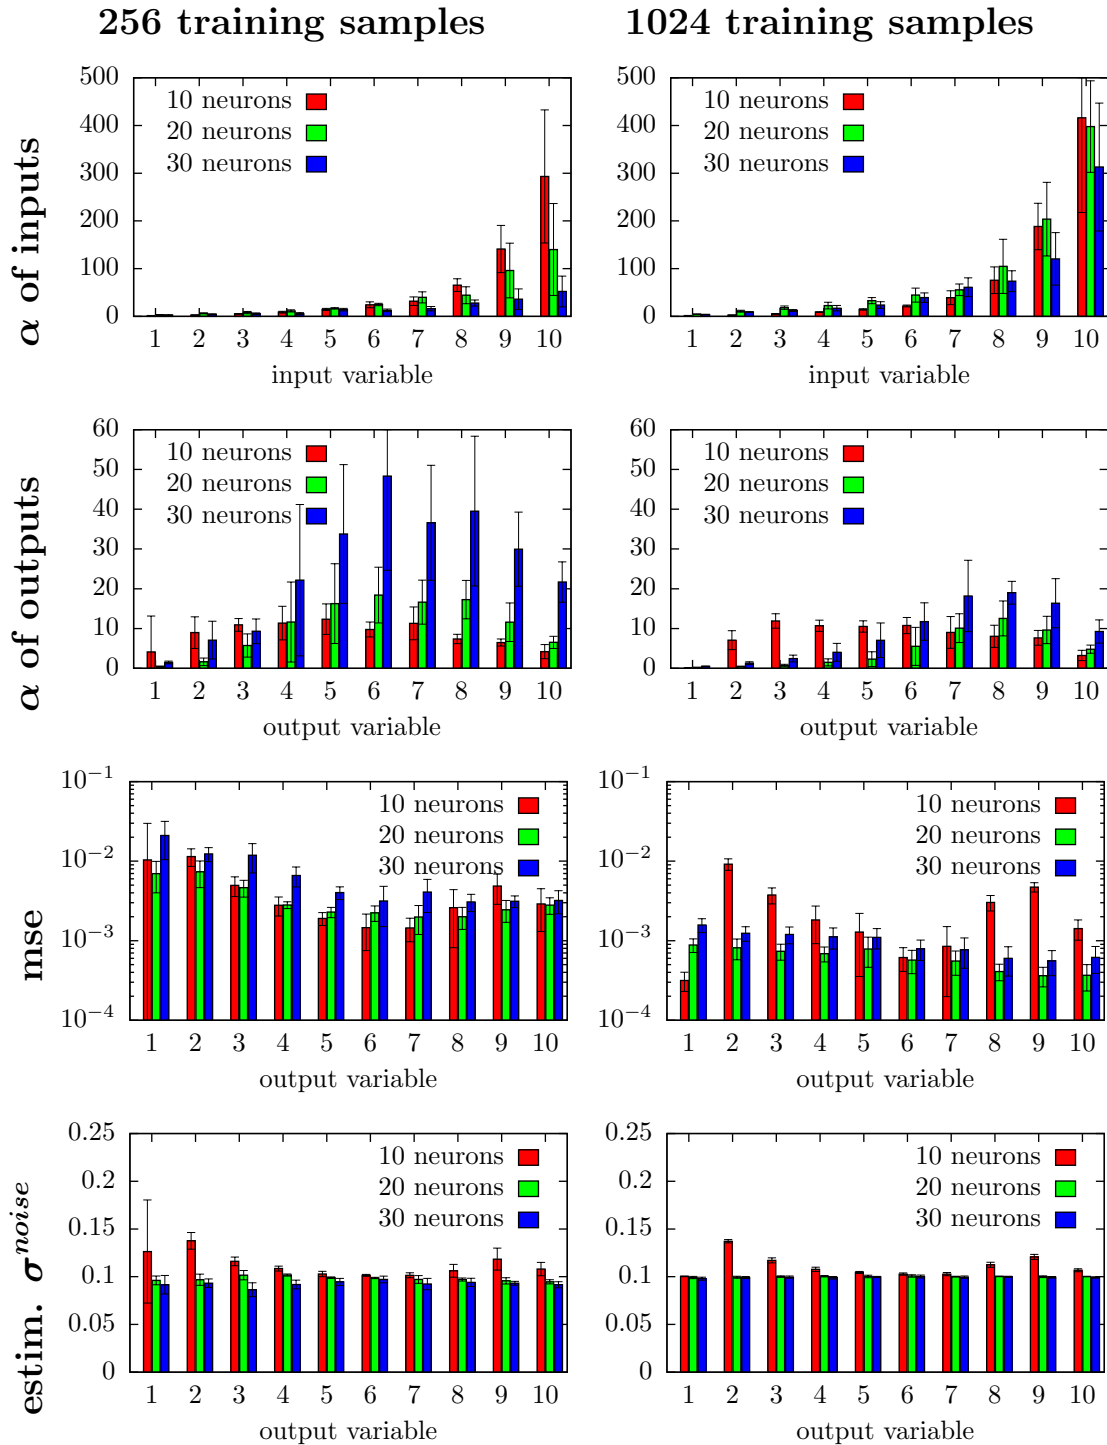 256 training samples
1024 training samples
α of inputs
500
400
300
200
100
0
10 neurons
20 neurons
30 neurons
1 2 3 4 5 6 7 8 9 10
input variable
500
400
300
200
100
0
10 neurons
20 neurons
30 neurons
1 2 3 4 5 6 7 8 9 10
input variable
α of outputs
60
50
40
30
20
10
0
10 neurons
20 neurons
30 neurons
1 2 3 4 5 6 7 8 9 10
output variable
60
50
40
30
20
10
0
10 neurons
20 neurons
30 neurons
1 2 3 4 5 6 7 8 9 10
output variable
mse
10⁻¹
10⁻²
10⁻³
10⁻⁴
10 neurons
20 neurons
30 neurons
1 2 3 4 5 6 7 8 9 10
output variable
10⁻¹
10⁻²
10⁻³
10⁻⁴
10 neurons
20 neurons
30 neurons
1 2 3 4 5 6 7 8 9 10
output variable
estim. σ^noise
0.25
0.2
0.15
0.1
0.05
0
10 neurons
20 neurons
30 neurons
1 2 3 4 5 6 7 8 9 10
output variable
0.25
0.2
0.15
0.1
0.05
0
10 neurons
20 neurons
30 neurons
1 2 3 4 5 6 7 8 9 10
output variable